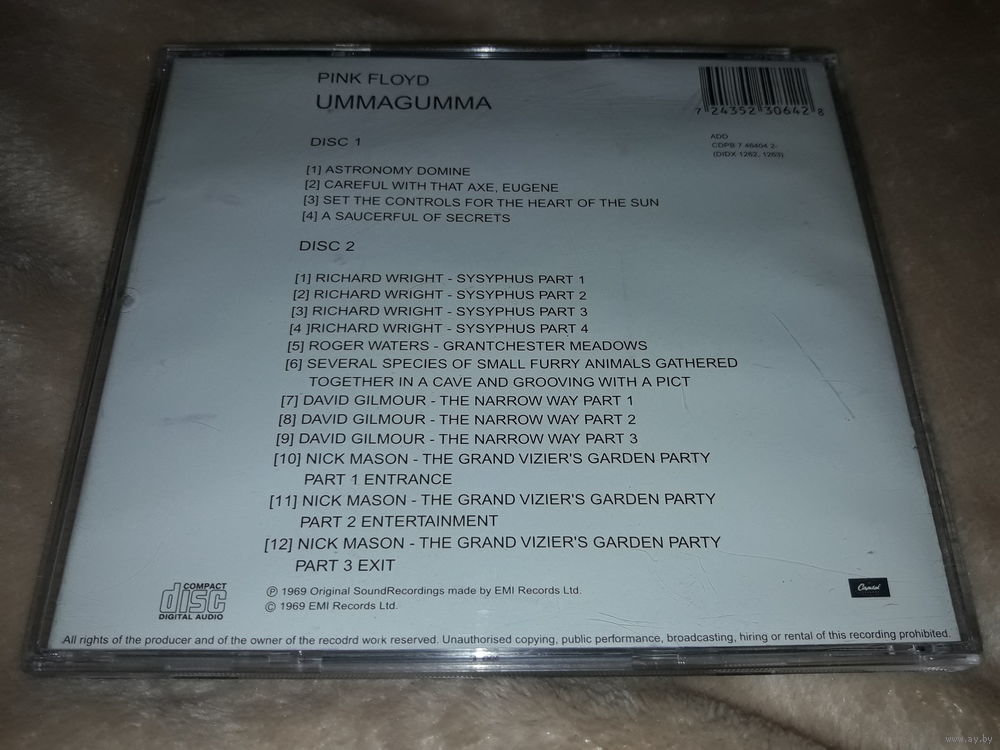 PINK FLOYD
UMMAGUMMA
7 24352 30642 8
ADD
CDPB 7 46404 2-
(DIDX 1262, 1263)
DISC 1
[1] ASTRONOMY DOMINE
[2] CAREFUL WITH THAT AXE, EUGENE
[3] SET THE CONTROLS FOR THE HEART OF THE SUN
[4] A SAUCERFUL OF SECRETS
DISC 2
[1] RICHARD WRIGHT - SYSYPHUS PART 1
[2] RICHARD WRIGHT - SYSYPHUS PART 2
[3] RICHARD WRIGHT - SYSYPHUS PART 3
[4 ]RICHARD WRIGHT - SYSYPHUS PART 4
[5] ROGER WATERS - GRANTCHESTER MEADOWS
[6] SEVERAL SPECIES OF SMALL FURRY ANIMALS GATHERED
TOGETHER IN A CAVE AND GROOVING WITH A PICT
[7] DAVID GILMOUR - THE NARROW WAY PART 1
[8] DAVID GILMOUR - THE NARROW WAY PART 2
[9] DAVID GILMOUR - THE NARROW WAY PART 3
[10] NICK MASON - THE GRAND VIZIER'S GARDEN PARTY
PART 1 ENTRANCE
[11] NICK MASON - THE GRAND VIZIER'S GARDEN PARTY
PART 2 ENTERTAINMENT
[12] NICK MASON - THE GRAND VIZIER'S GARDEN PARTY
PART 3 EXIT
COMPACT
disc
DIGITAL AUDIO
℗ 1969 Original SoundRecordings made by EMI Records Ltd.
© 1969 EMI Records Ltd.
Capitol
All rights of the producer and of the owner of the recodrd work reserved. Unauthorised copying, public performance, broadcasting, hiring or rental of this recording prohibited.
www.ay.by